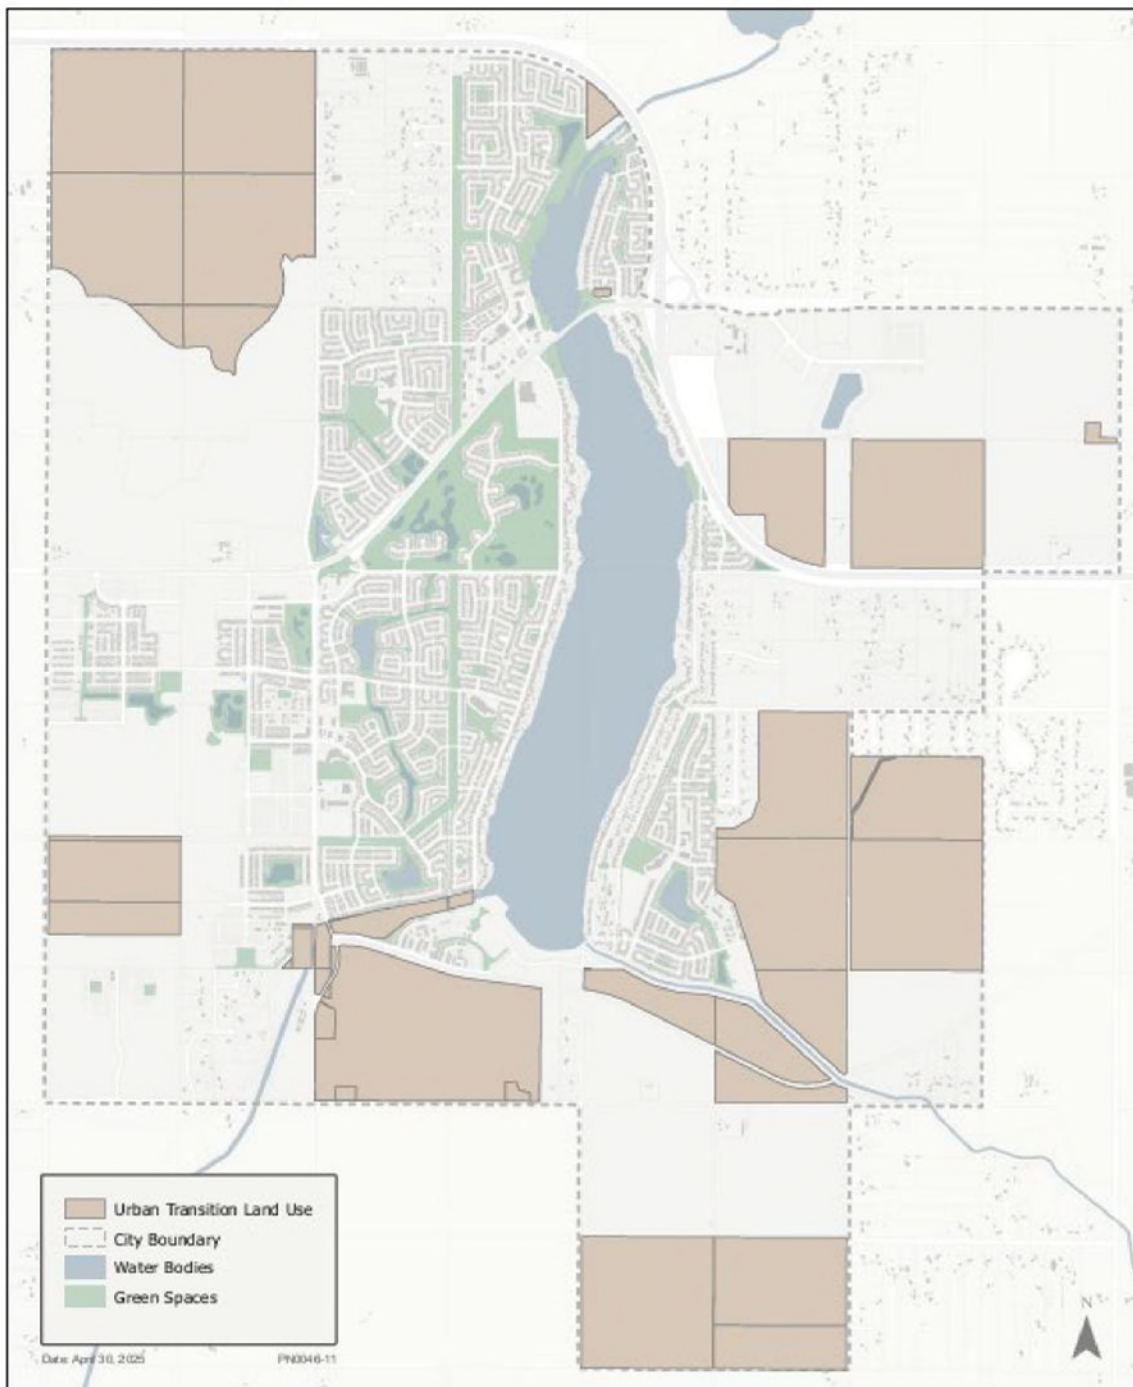 Urban Transition Land Use
City Boundary
Water Bodies
Green Spaces
Date: April 30, 2025
PN0046-11
N